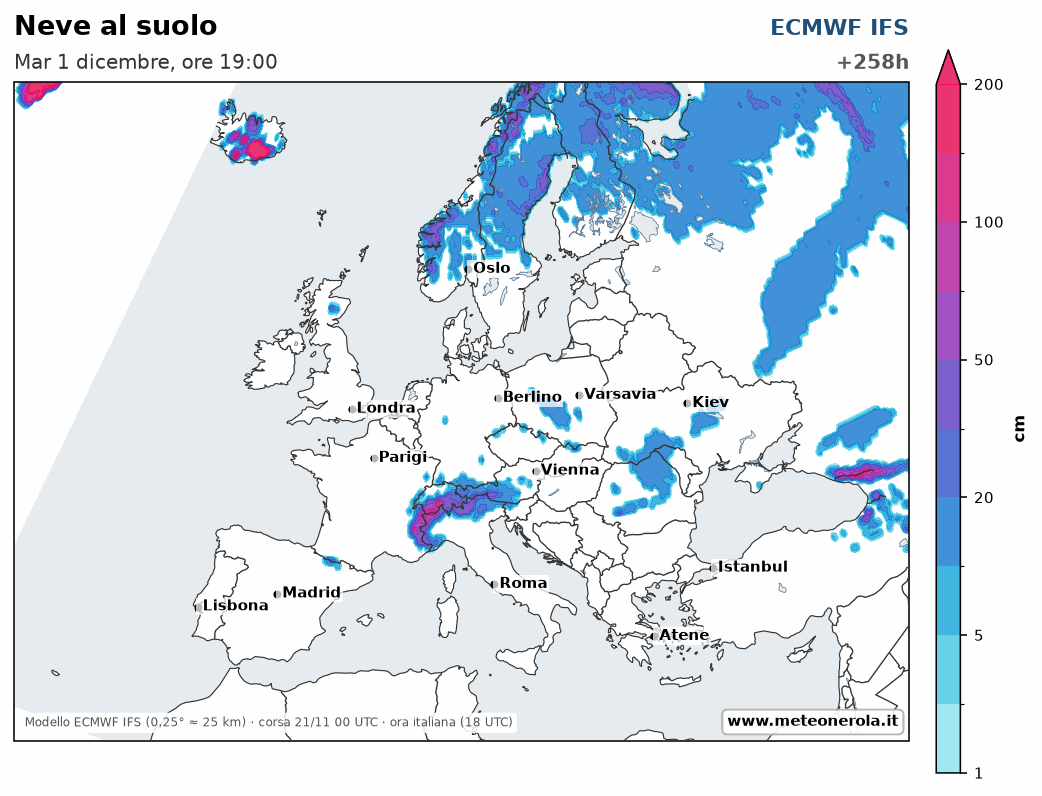 Neve al suolo
ECMWF IFS
Mar 1 dicembre, ore 19:00
+258h
200
100
50
20
5
1
cm
Oslo
Londra
Berlino
Varsavia
Kiev
Parigi
Vienna
Istanbul
Roma
Madrid
Lisbona
Atene
Modello ECMWF IFS (0,25° ≈ 25 km) · corsa 21/11 00 UTC · ora italiana (18 UTC)
www.meteonerola.it